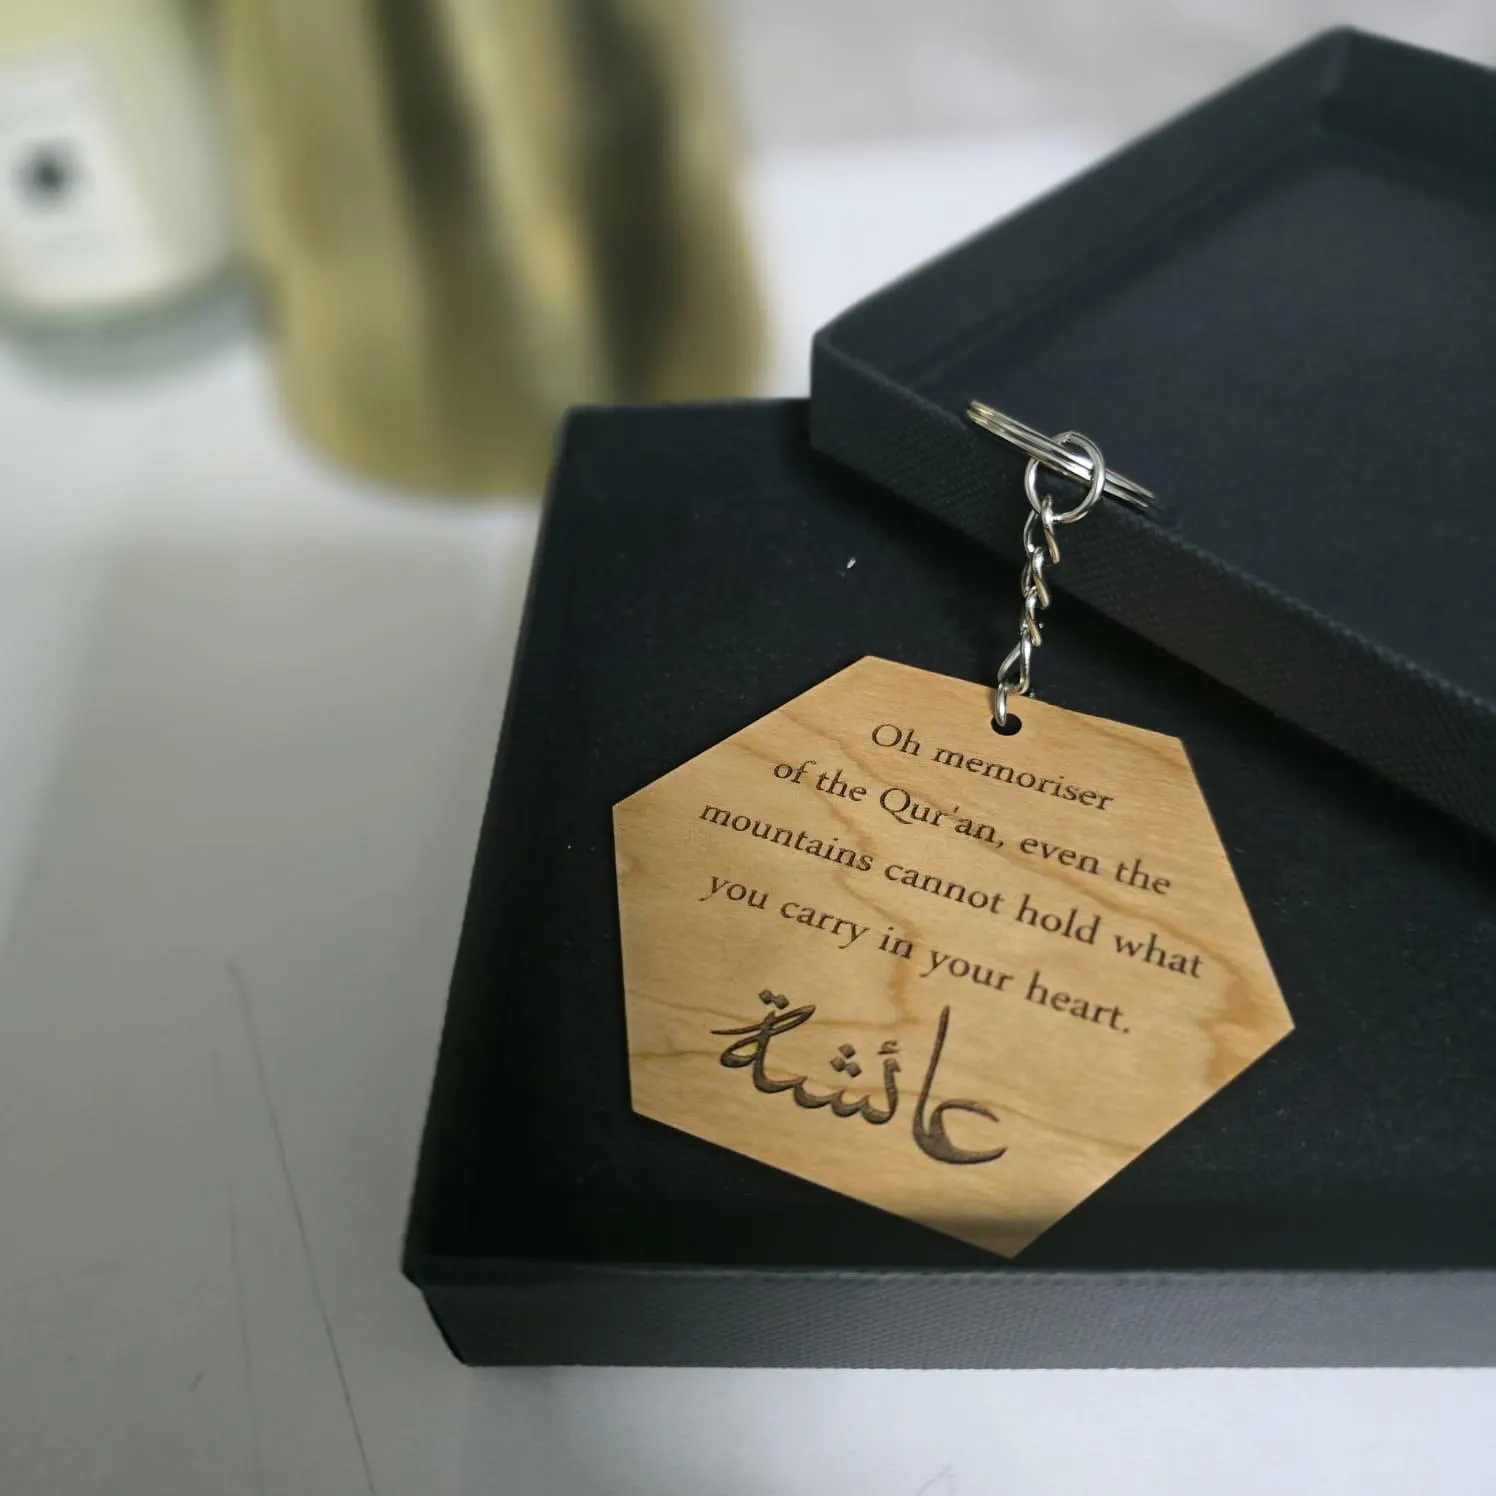 Oh memoriser
of the Qur'an, even the
mountains cannot hold what
you carry in your heart.
عائشة